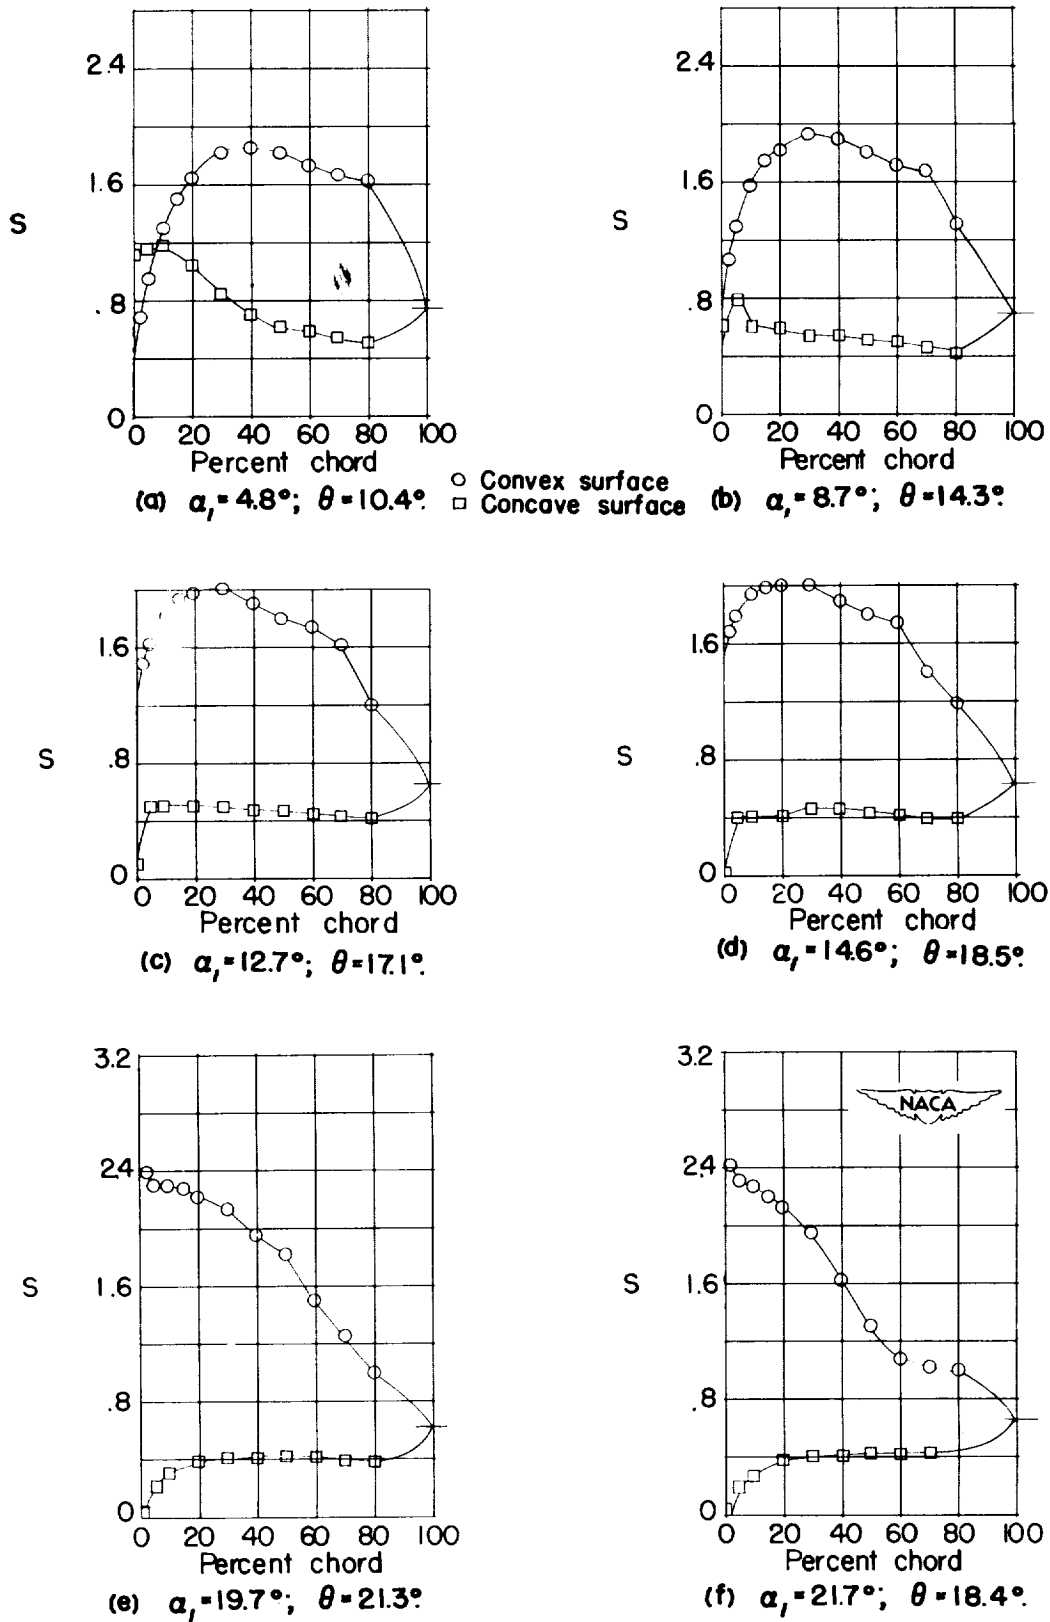 2.4
1.6
S
.8
0
0 20 40 60 80 100
Percent chord
(a) α₁=4.8°; θ=10.4°.
○ Convex surface
□ Concave surface
2.4
1.6
S
.8
0
0 20 40 60 80 100
Percent chord
(b) α₁=8.7°; θ=14.3°.
1.6
S
.8
0
0 20 40 60 80 100
Percent chord
(c) α₁=12.7°; θ=17.1°.
1.6
S
.8
0
0 20 40 60 80 100
Percent chord
(d) α₁=14.6°; θ=18.5°.
3.2
2.4
S
1.6
.8
0
0 20 40 60 80 100
Percent chord
(e) α₁=19.7°; θ=21.3°.
3.2
NACA
2.4
S
1.6
.8
0
0 20 40 60 80 100
Percent chord
(f) α₁=21.7°; θ=18.4°.